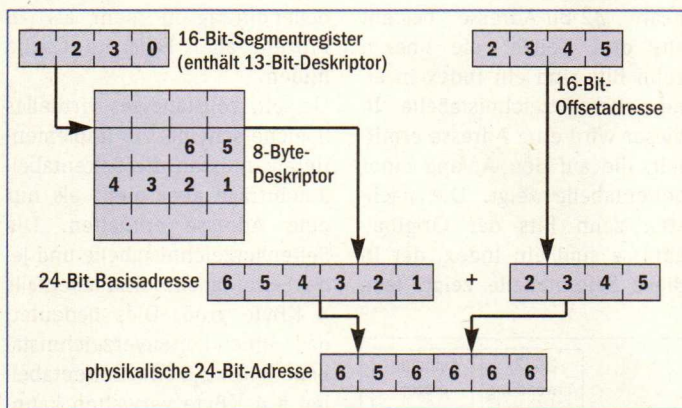 1 2 3 0
16-Bit-Segmentregister
(enthält 13-Bit-Deskriptor)
2 3 4 5
16-Bit-
Offsetadresse
6 5
4 3 2 1
8-Byte-
Deskriptor
24-Bit-Basisadresse
6 5 4 3 2 1
+
2 3 4 5
physikalische 24-Bit-Adresse
6 5 6 6 6 6